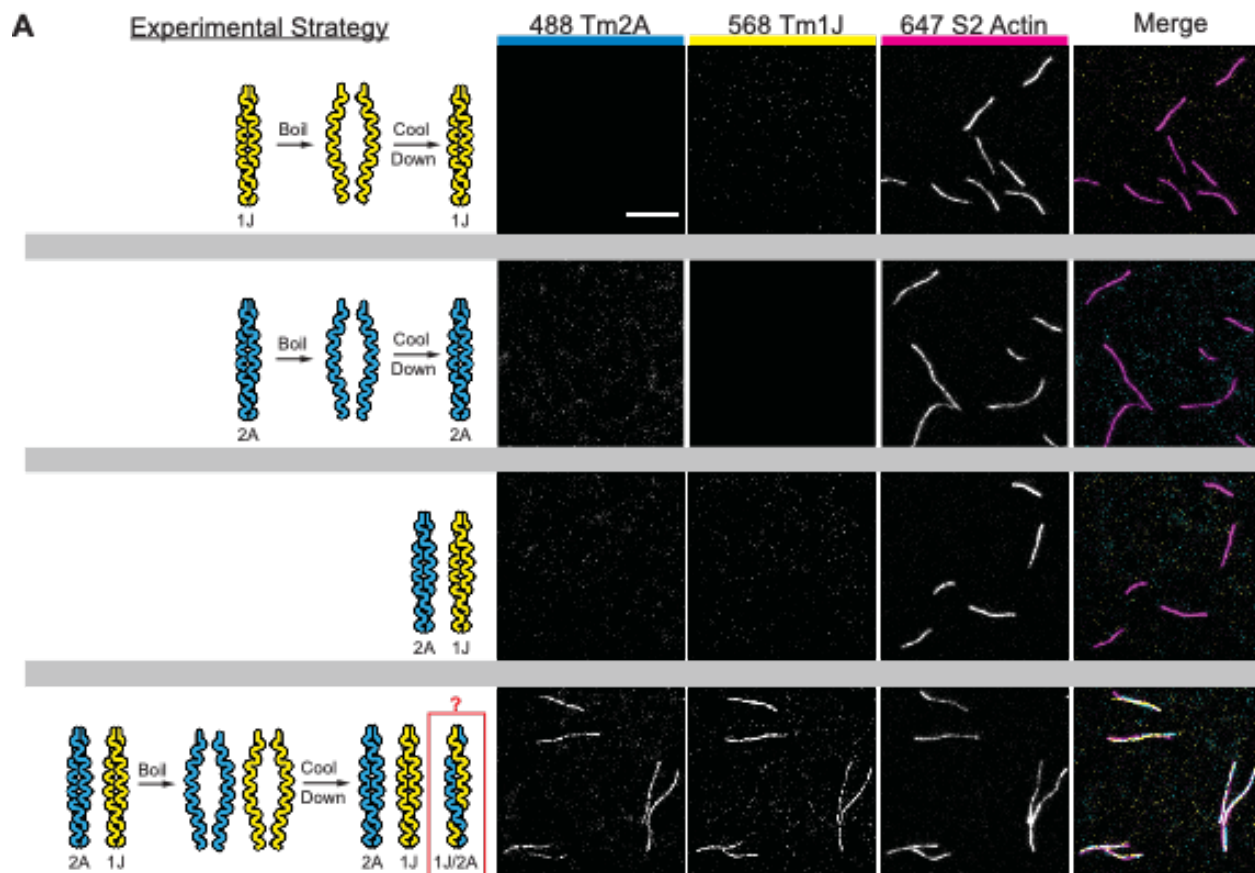 A
Experimental Strategy
488 Tm2A
568 Tm1J
647 S2 Actin
Merge
Boil
Cool
Down
1J
1J
Boil
Cool
Down
2A
2A
2A
1J
?
Boil
Cool
Down
2A
1J
2A
1J
1J/2A